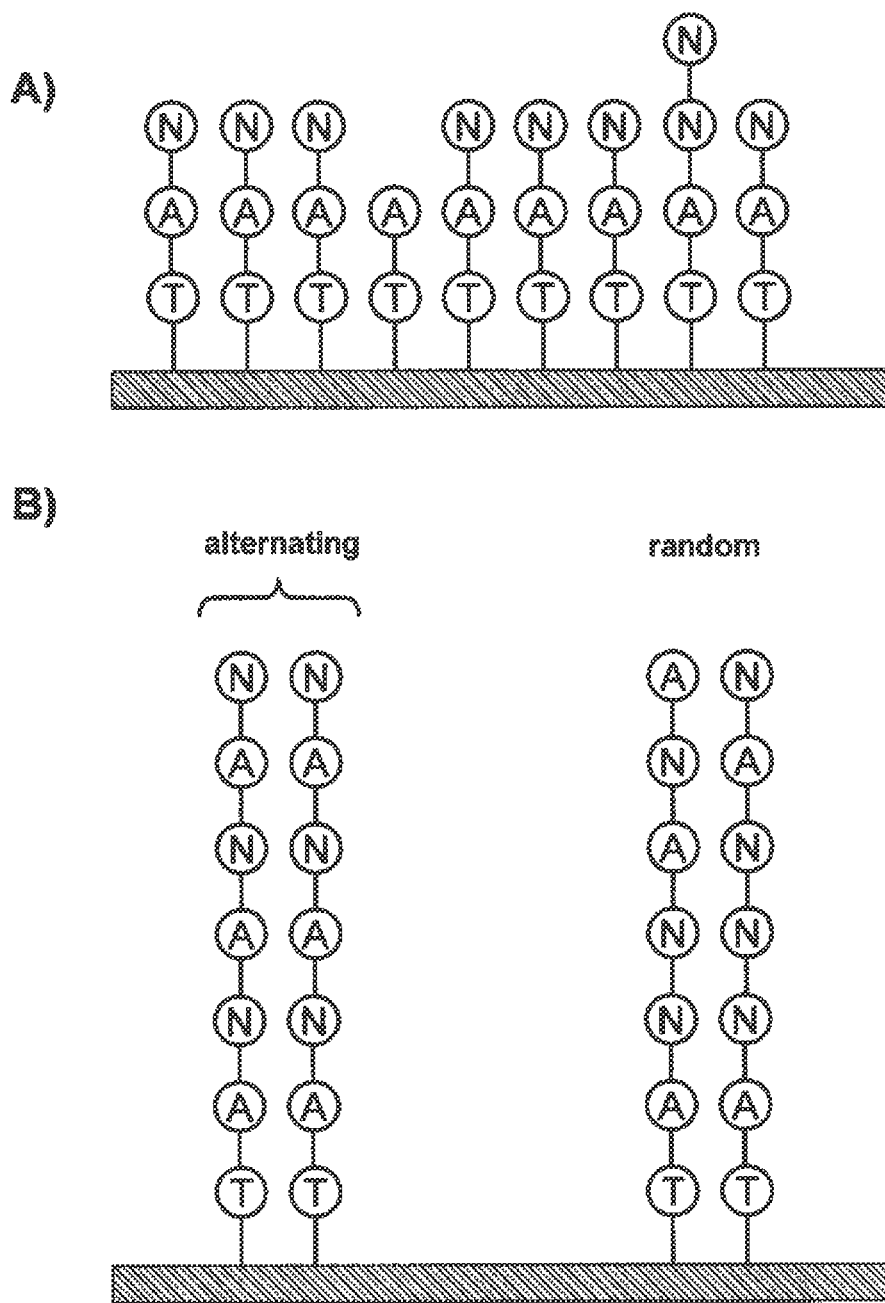 A)
N
N N N N N N N N
A A A A A A A A A
T T T T T T T T T
B)
alternating random
N N A N
A A N A
N N A N
A A N N
N N N N
A A A A
T T T T